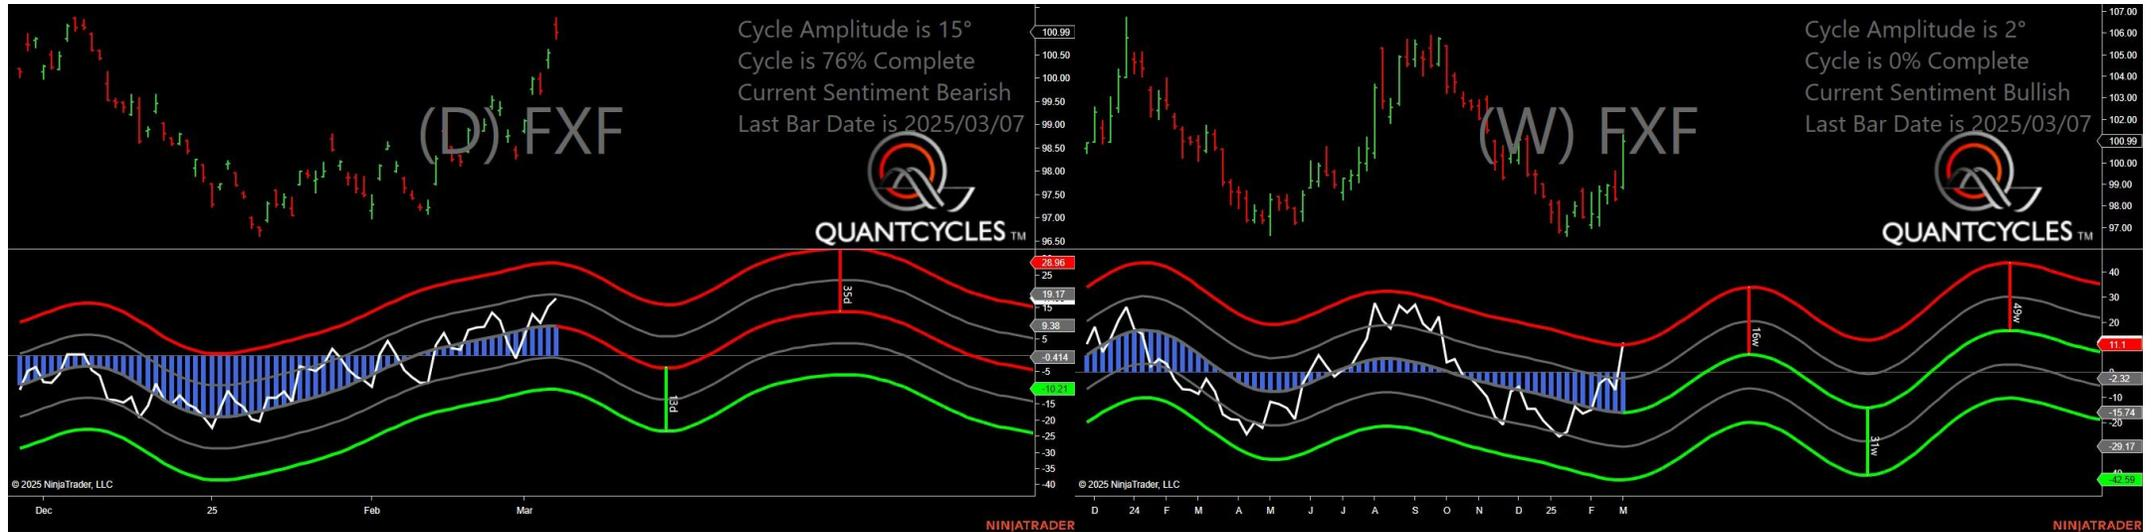 Cycle Amplitude is 15°
Cycle is 76% Complete
Current Sentiment Bearish
Last Bar Date is 2025/03/07
(D) FXF
QUANTCYCLES TM
100.99
100.50
100.00
99.50
99.00
98.50
98.00
97.50
97.00
96.50
28.96
25
19.17
15
9.38
5
-0.414
-5
-10.21
-15
-20
-25
-30
-35
-40
35d
13d
© 2025 NinjaTrader, LLC
Dec
25
Feb
Mar
NINJATRADER
Cycle Amplitude is 2°
Cycle is 0% Complete
Current Sentiment Bullish
Last Bar Date is 2025/03/07
(W) FXF
QUANTCYCLES TM
107.00
106.00
105.00
104.00
103.00
102.00
100.99
100.00
99.00
98.00
97.00
40
30
20
11.1
-2.32
-10
-15.74
-20
-29.17
-42.59
16w
31w
49w
© 2025 NinjaTrader, LLC
D 24 F M A M J J A S O N D 25 F M
NINJATRADER